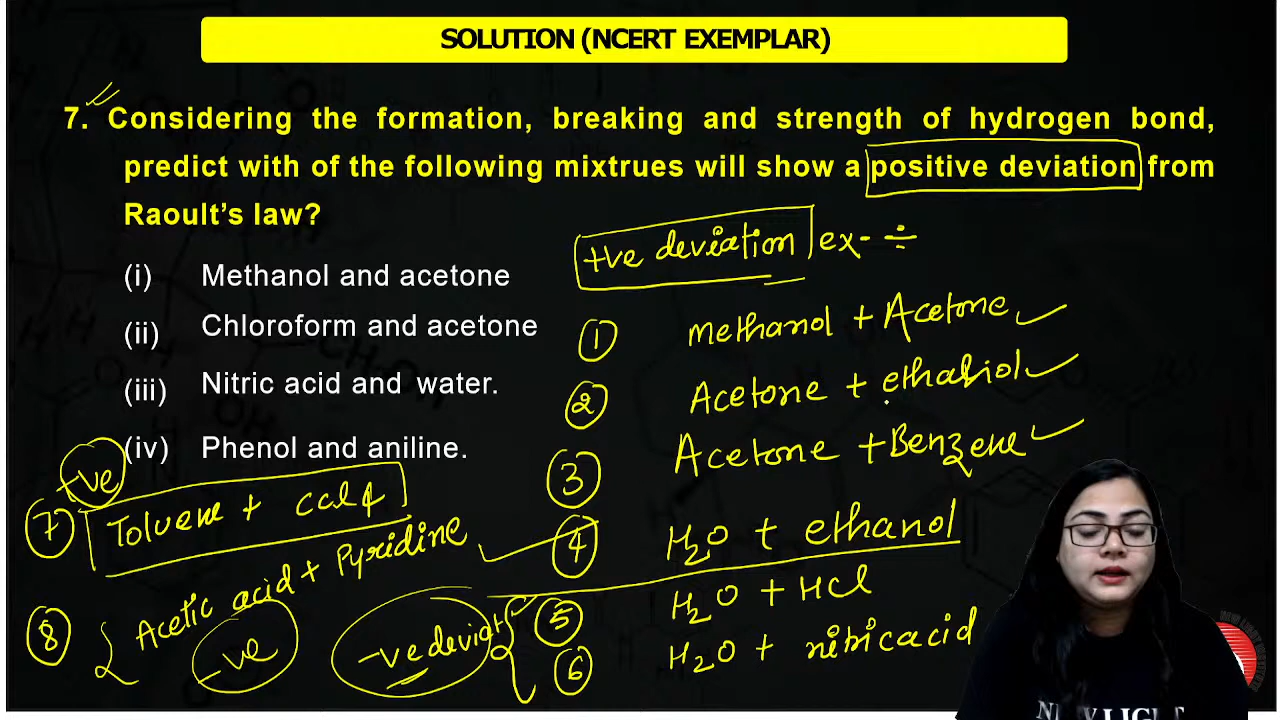 SOLUTION (NCERT EXEMPLAR)
7. Considering the formation, breaking and strength of hydrogen bond,
predict with of the following mixtrues will show a positive deviation from
Raoult's law?
(i) Methanol and acetone
(ii) Chloroform and acetone
(iii) Nitric acid and water.
(iv) Phenol and aniline.
+ve deviation ex- ÷
1 Methanol + Acetone ✓
2 Acetone + ethanol ✓
3 Acetone + Benzene ✓
4 H2O + ethanol
5 H2O + HCl
6 H2O + nitric acid
-ve deviat
+ve
7 Toluene + ccl4
8 { Acetic acid + Pyridine
-ve